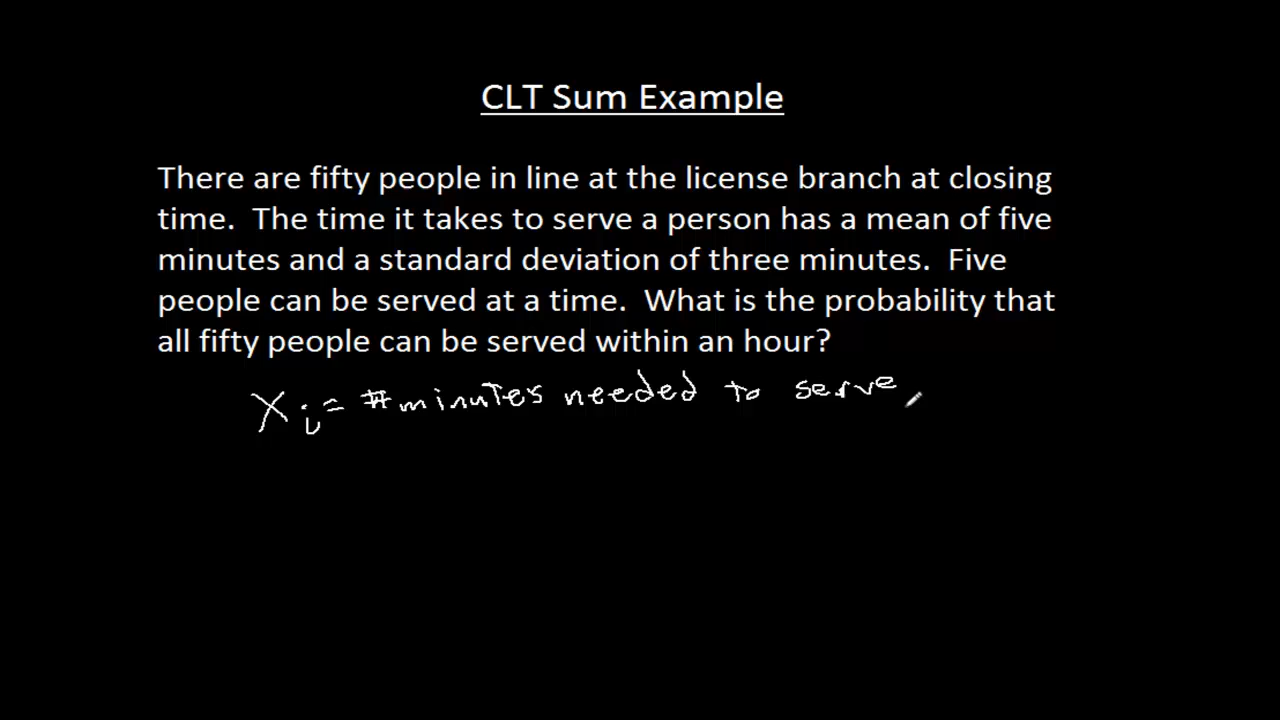 CLT Sum Example
There are fifty people in line at the license branch at closing
time.  The time it takes to serve a person has a mean of five
minutes and a standard deviation of three minutes.  Five
people can be served at a time.  What is the probability that
all fifty people can be served within an hour?
Xi = #minutes needed to serve